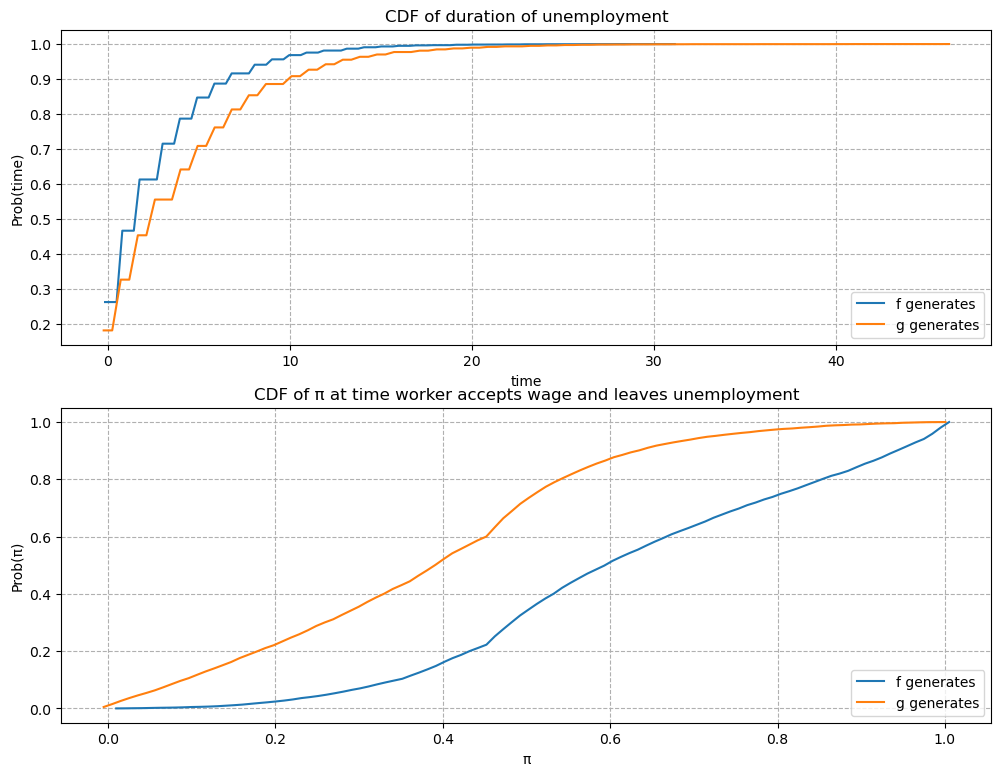 CDF of duration of unemployment
Prob(time)
1.0
0.9
0.8
0.7
0.6
0.5
0.4
0.3
0.2
f generates
g generates
0 10 20 30 40
time
CDF of π at time worker accepts wage and leaves unemployment
Prob(π)
1.0
0.8
0.6
0.4
0.2
0.0
f generates
g generates
0.0 0.2 0.4 0.6 0.8 1.0
π